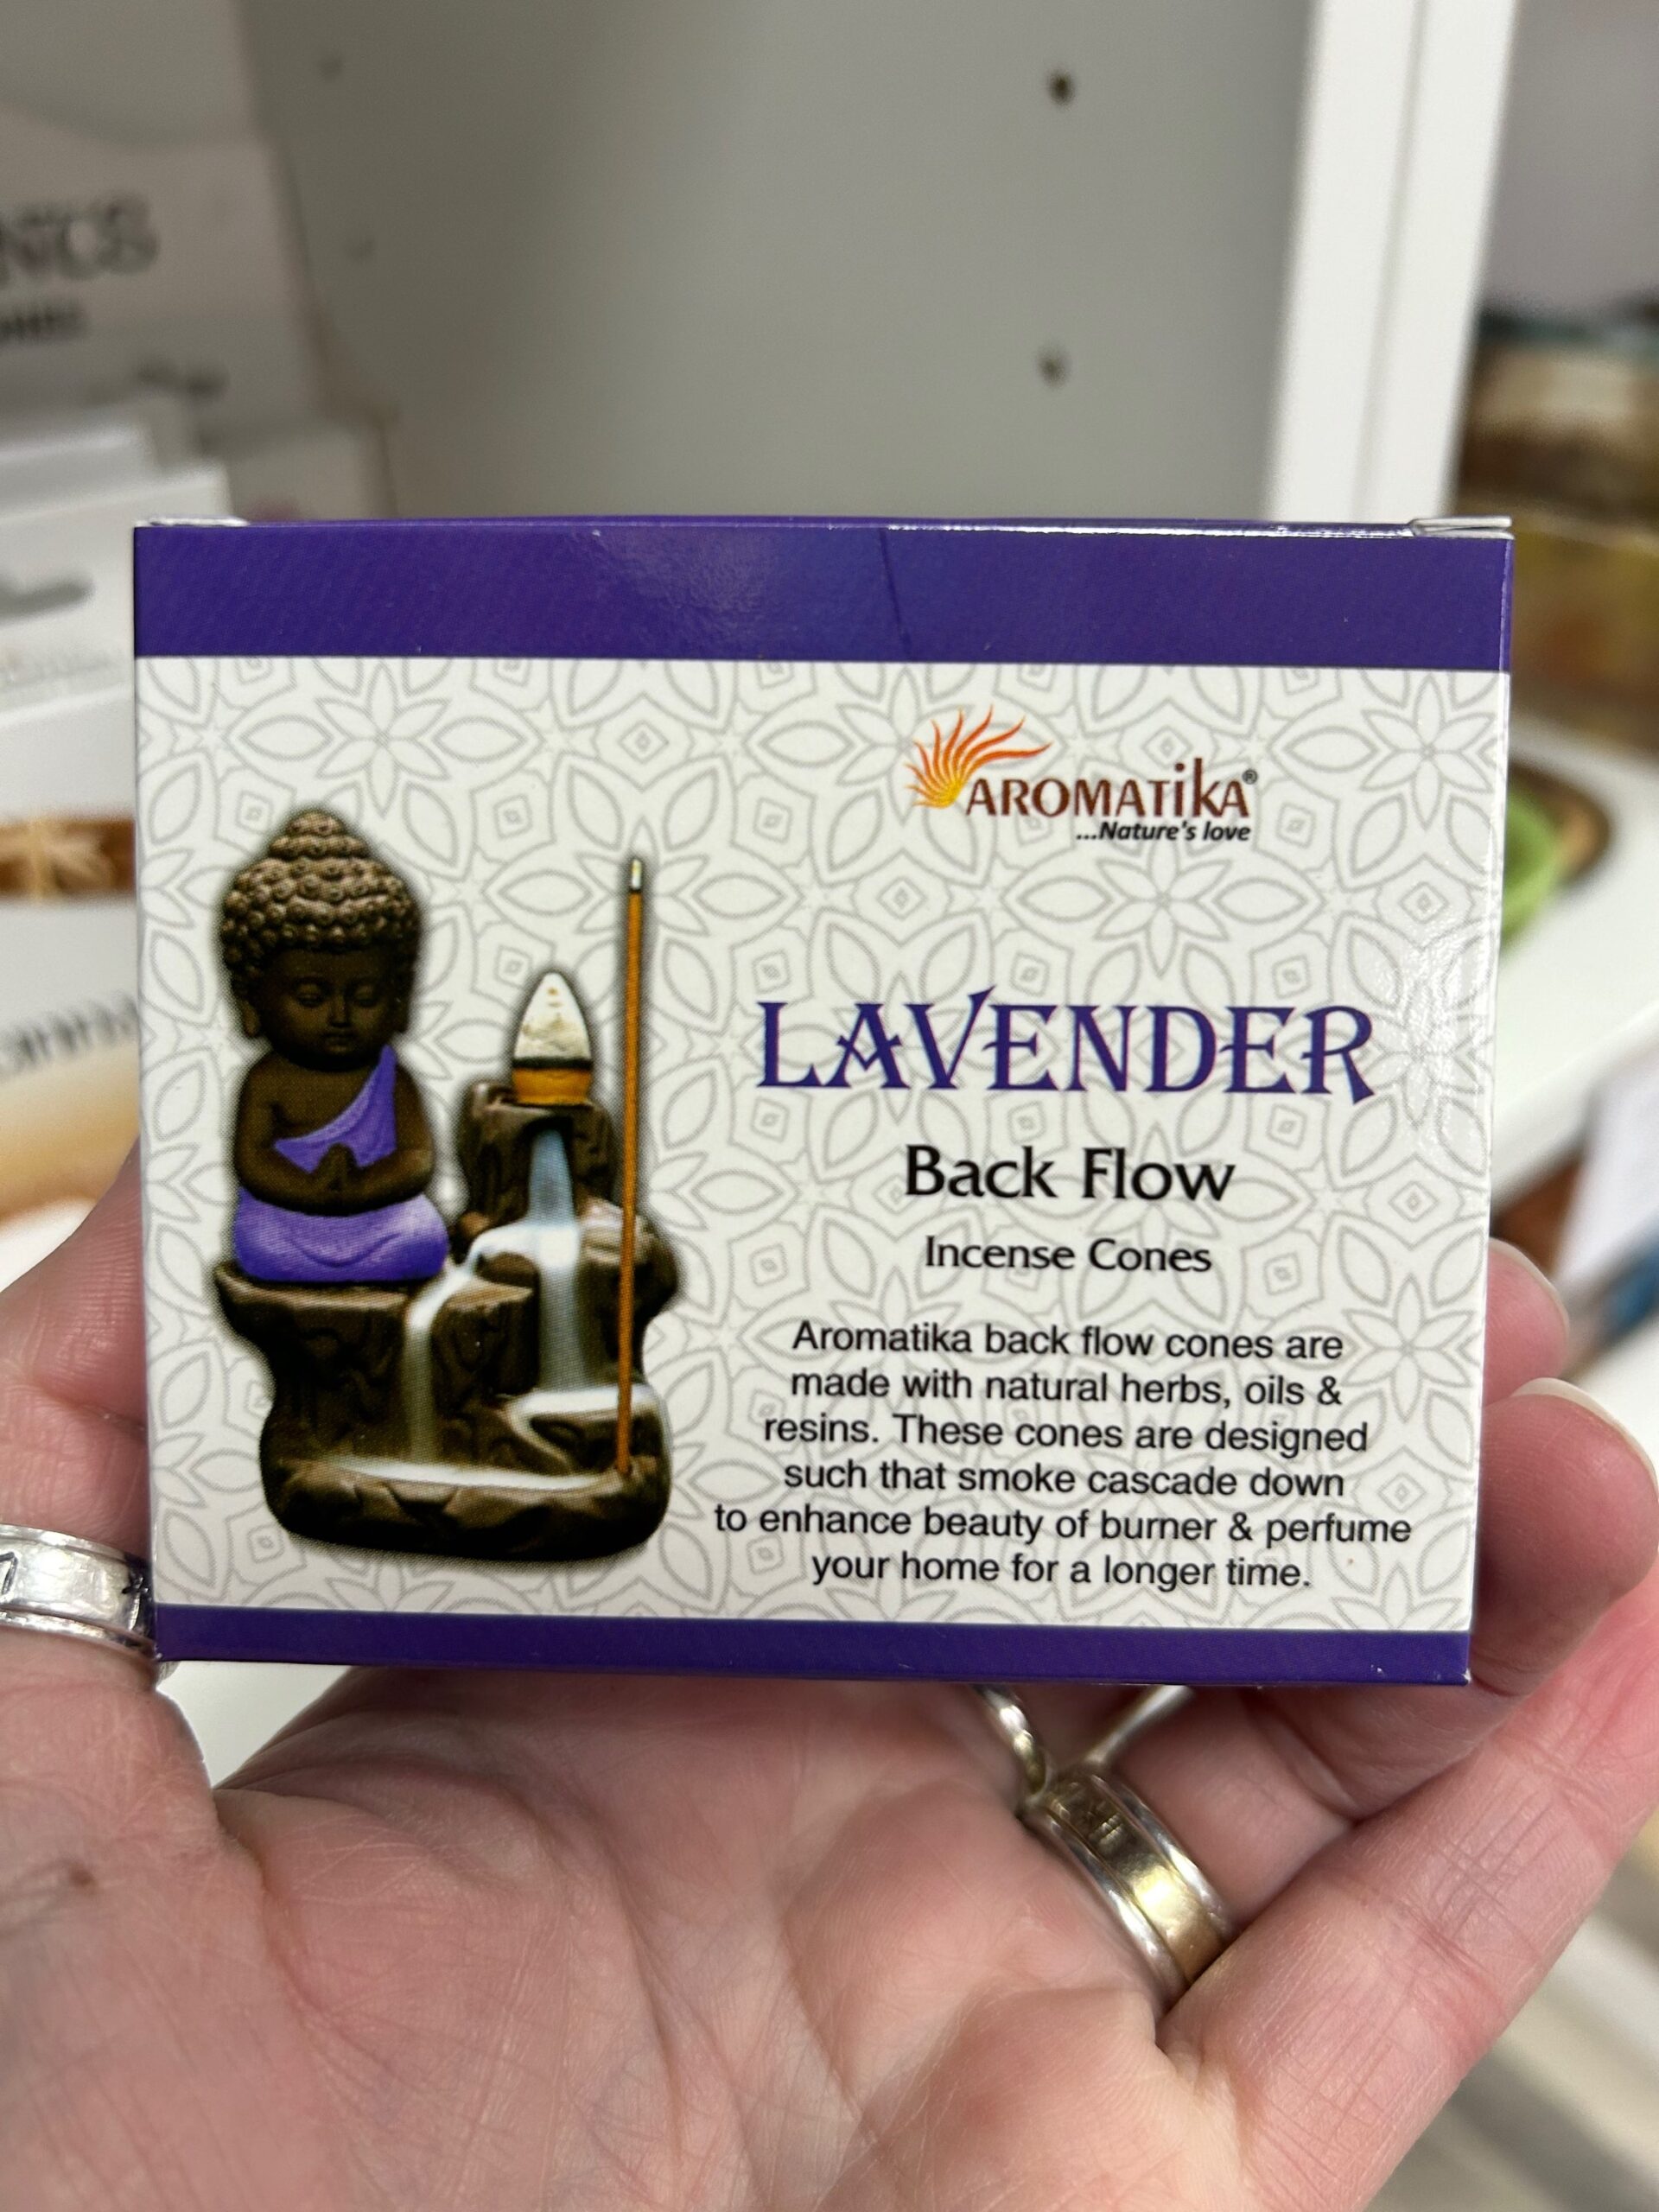 AROMATiKA®
...Nature's love
LAVENDER
Back Flow
Incense Cones
Aromatika back flow cones are
made with natural herbs, oils &
resins. These cones are designed
such that smoke cascade down
to enhance beauty of burner & perfume
your home for a longer time.